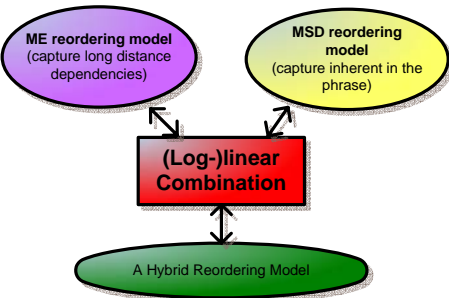 ME reordering model
(capture long distance
dependencies)
MSD reordering
model
(capture inherent in the
phrase)
(Log-)linear
Combination
A Hybrid Reordering Model